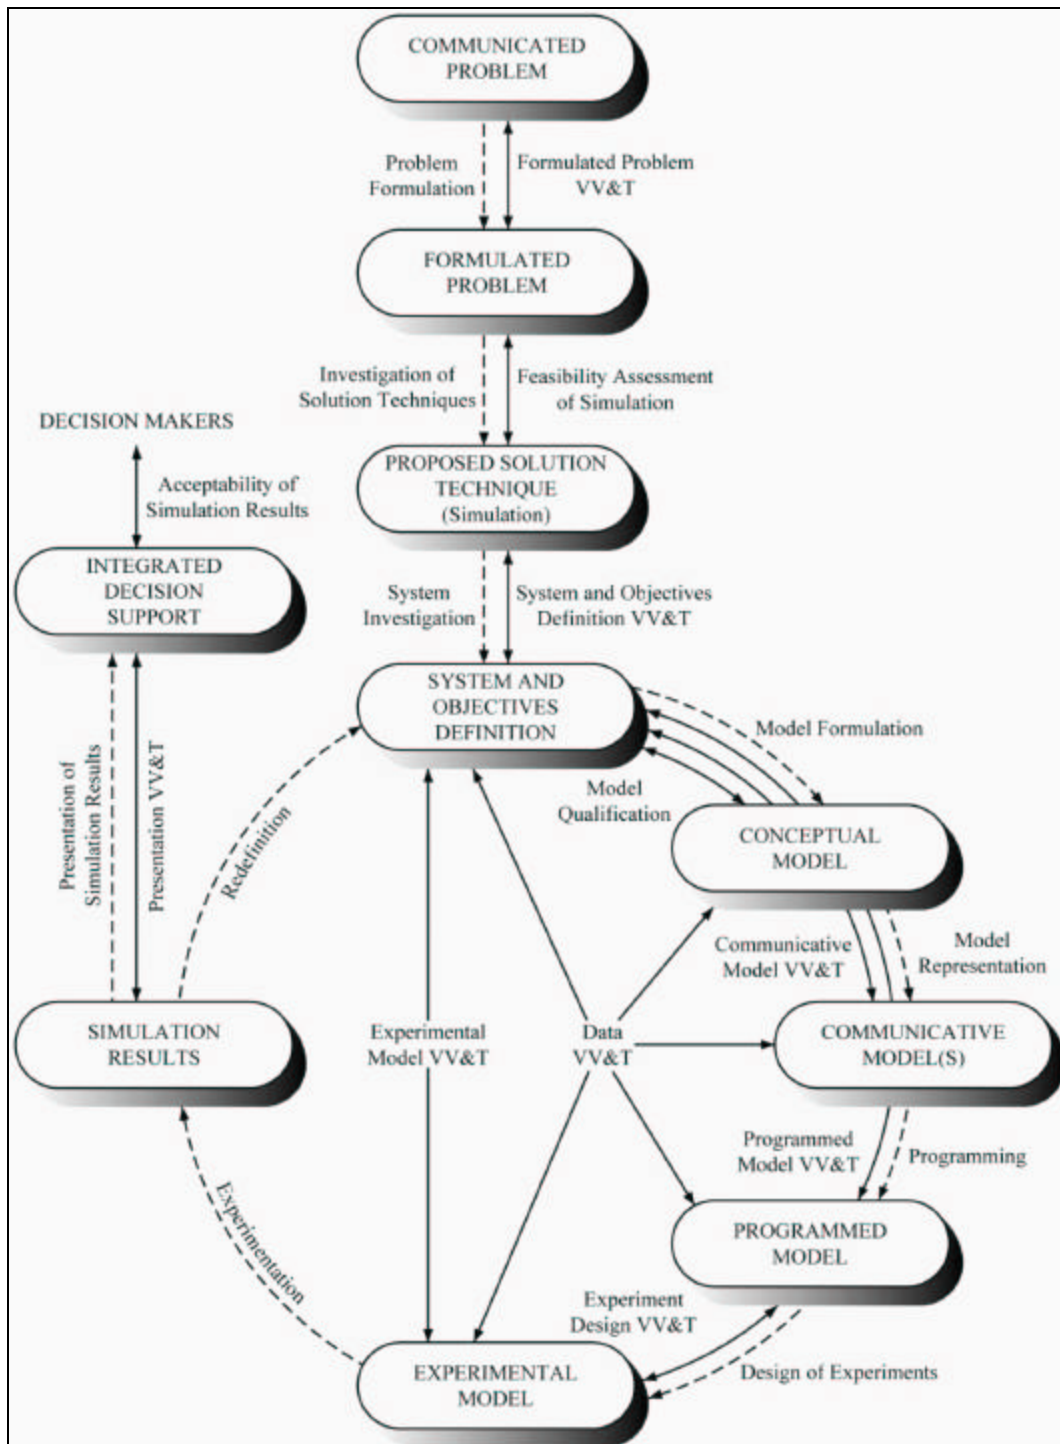 COMMUNICATED
PROBLEM
Problem
Formulation
Formulated Problem
VV&T
FORMULATED
PROBLEM
Investigation of
Solution Techniques
Feasibility Assessment
of Simulation
DECISION MAKERS
Acceptability of
Simulation Results
PROPOSED SOLUTION
TECHNIQUE
(Simulation)
INTEGRATED
DECISION
SUPPORT
System
Investigation
System and Objectives
Definition VV&T
SYSTEM AND
OBJECTIVES
DEFINITION
Model Formulation
Model
Qualification
Presentation of
Simulation Results
Presentation VV&T
Redefinition
CONCEPTUAL
MODEL
Communicative
Model VV&T
Model
Representation
SIMULATION
RESULTS
Experimental
Model VV&T
Data
VV&T
COMMUNICATIVE
MODEL(S)
Programmed
Model VV&T
Programming
Experimentation
PROGRAMMED
MODEL
Experiment
Design VV&T
Design of Experiments
EXPERIMENTAL
MODEL